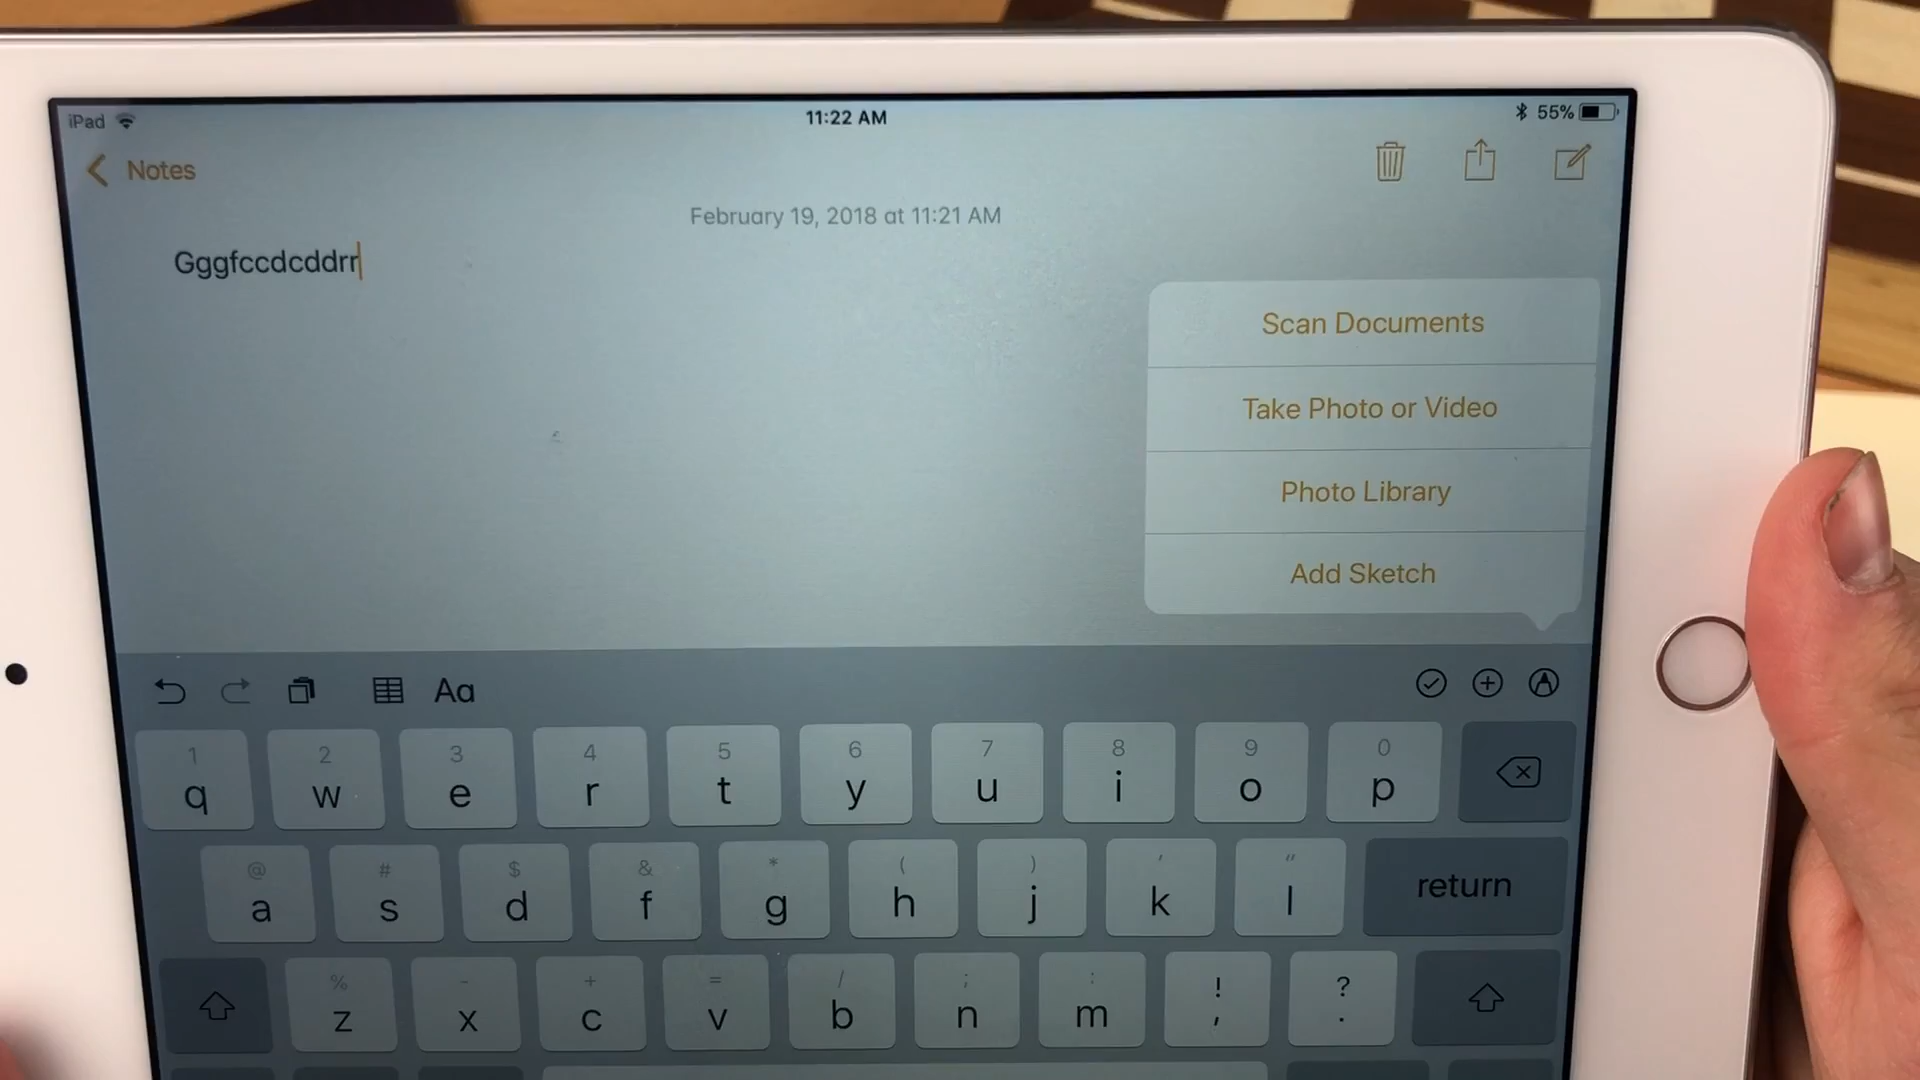 iPad 11:22 AM 55%
Notes
February 19, 2018 at 11:21 AM
Gggfccdcddrr
Scan Documents
Take Photo or Video
Photo Library
Add Sketch
Aa
1 2 3 4 5 6 7 8 9 0
q w e r t y u i o p
@ # $ & * ( ) ' "
a s d f g h j k l return
% - + = / ; : ! ?
z x c v b n m , .